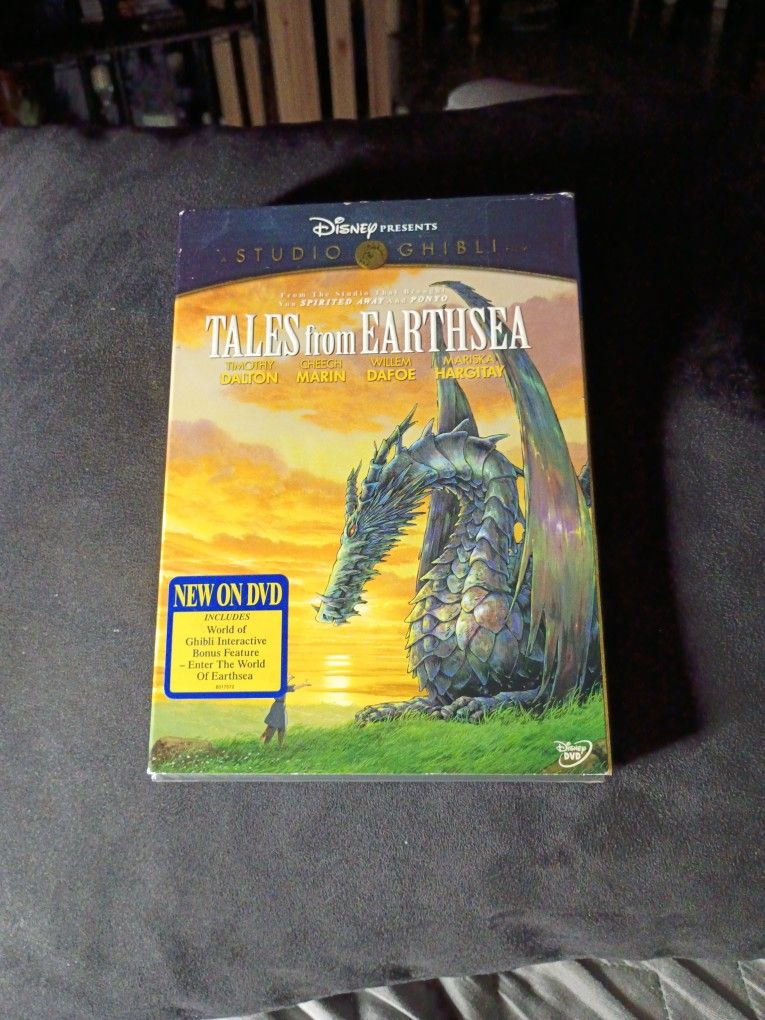 Disney PRESENTS
A STUDIO GHIBLI FILM
From The Studio That Brought
You SPIRITED AWAY And PONYO
TALES from EARTHSEA
TIMOTHY DALTON CHEECH MARIN WILLEM DAFOE MARISKA HARGITAY
NEW ON DVD
INCLUDES
World of
Ghibli Interactive
Bonus Feature
– Enter The World
Of Earthsea
Disney
DVD